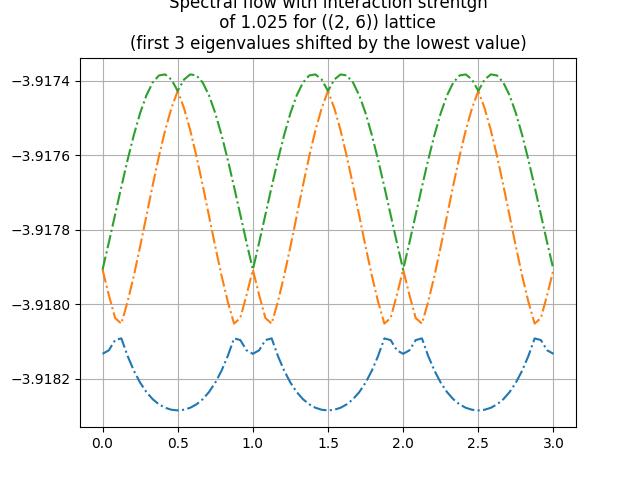 Spectral flow with interaction strentgh
of 1.025 for ((2, 6)) lattice
(first 3 eigenvalues shifted by the lowest value)
−3.9174
−3.9176
−3.9178
−3.9180
−3.9182
0.0 0.5 1.0 1.5 2.0 2.5 3.0